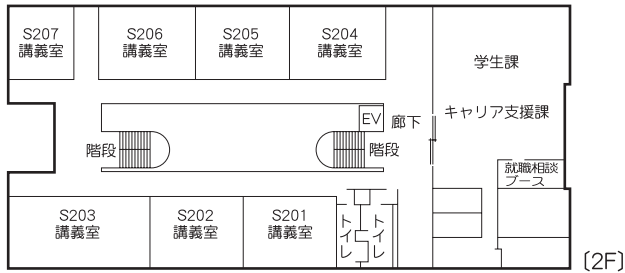 S207
講義室
S206
講義室
S205
講義室
S204
講義室
学生課
EV
廊下
キャリア支援課
階段
階段
就職相談
ブース
S203
講義室
S202
講義室
S201
講義室
トイレ
トイレ
〔2F〕